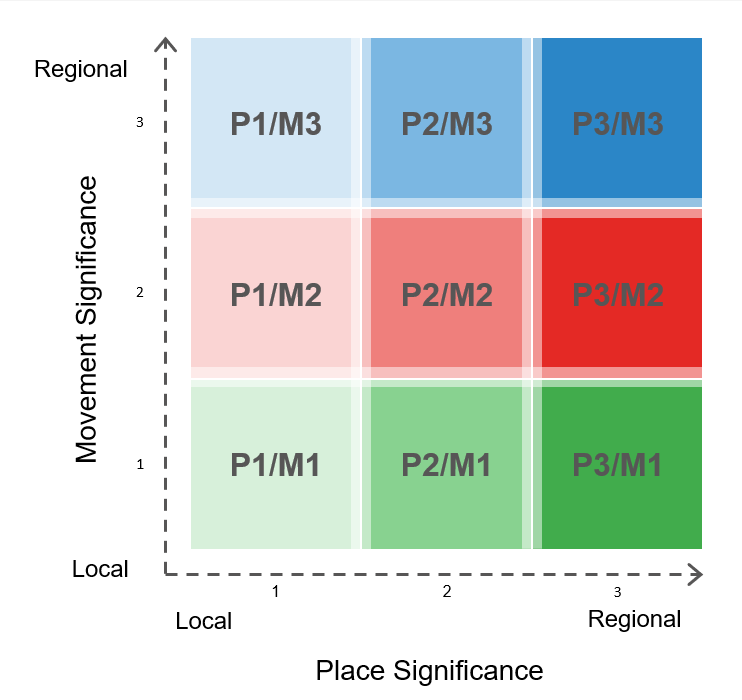 Regional
3
P1/M3
P2/M3
P3/M3
Movement Significance
2
P1/M2
P2/M2
P3/M2
1
P1/M1
P2/M1
P3/M1
Local
1
2
3
Local
Regional
Place Significance